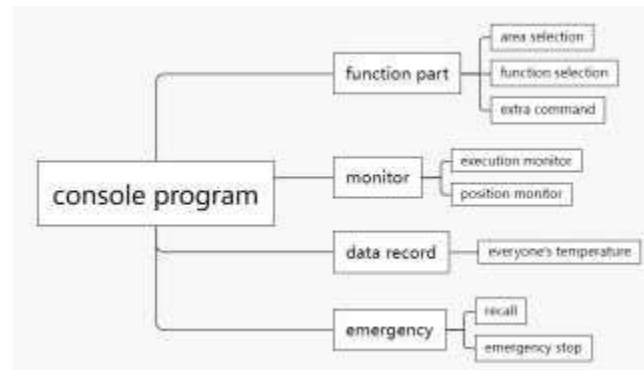 console program
function part
area selection
function selection
extra command
monitor
execution monitor
position monitor
data record
everyone's temperature
emergency
recall
emergency stop